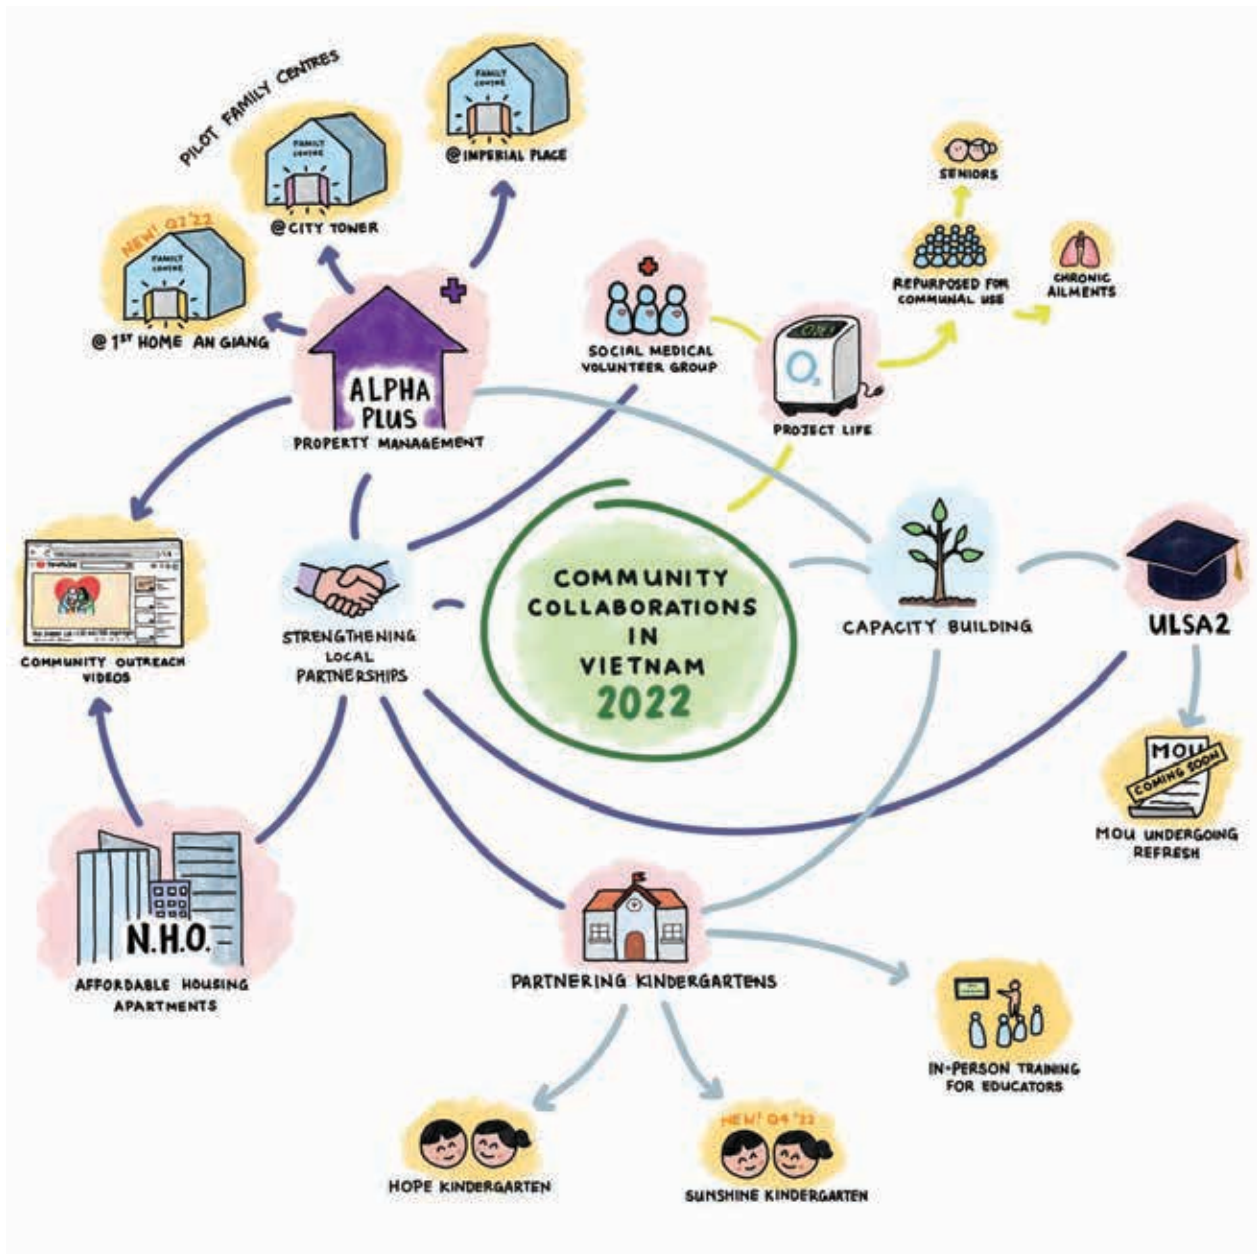 PILOT FAMILY CENTRES
FAMILY
CENTRE
@ IMPERIAL PLACE
FAMILY
CENTRE
@ CITY TOWER
NEW! Q2'22
FAMILY
CENTRE
@ 1ST HOME AN GIANG
ALPHA
PLUS
PROPERTY MANAGEMENT
SOCIAL MEDICAL
VOLUNTEER GROUP
O2
PROJECT LIFE
SENIORS
REPURPOSED FOR
COMMUNAL USE
CHRONIC
AILMENTS
COMMUNITY OUTREACH
VIDEOS
STRENGTHENING
LOCAL
PARTNERSHIPS
COMMUNITY
COLLABORATIONS
IN
VIETNAM
2022
CAPACITY BUILDING
ULSA2
MOU
COMING SOON
MOU UNDERGOING
REFRESH
N.H.O.
AFFORDABLE HOUSING
APARTMENTS
PARTNERING KINDERGARTENS
IN-PERSON TRAINING
FOR EDUCATORS
HOPE KINDERGARTEN
NEW! Q4 '22
SUNSHINE KINDERGARTEN